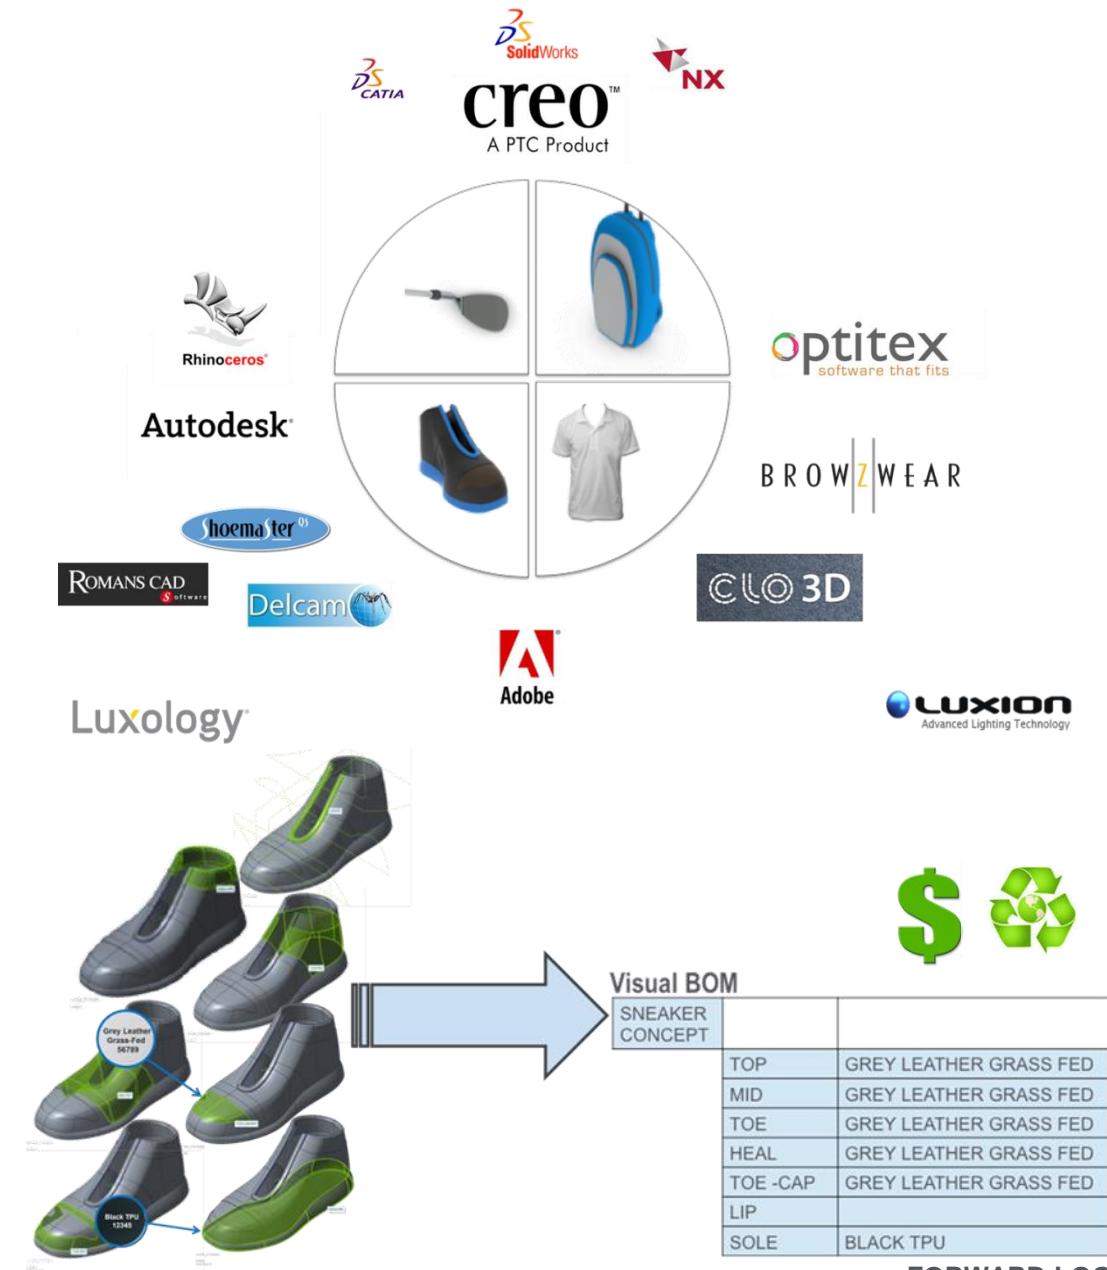 SolidWorks
CATIA
NX
creo™
A PTC Product
Rhinoceros®
optitex
software that fits
Autodesk®
BROWZWEAR
Shoemaster QS
ROMANS CAD
Software
Delcam
CLO 3D
Adobe®
Luxology®
LUXION
Advanced Lighting Technology
$
Grey Leather
Grass-Fed
56789
Black TPU
12345
Visual BOM
SNEAKER
CONCEPT
TOP GREY LEATHER GRASS FED
MID GREY LEATHER GRASS FED
TOE GREY LEATHER GRASS FED
HEAL GREY LEATHER GRASS FED
TOE -CAP GREY LEATHER GRASS FED
LIP
SOLE BLACK TPU